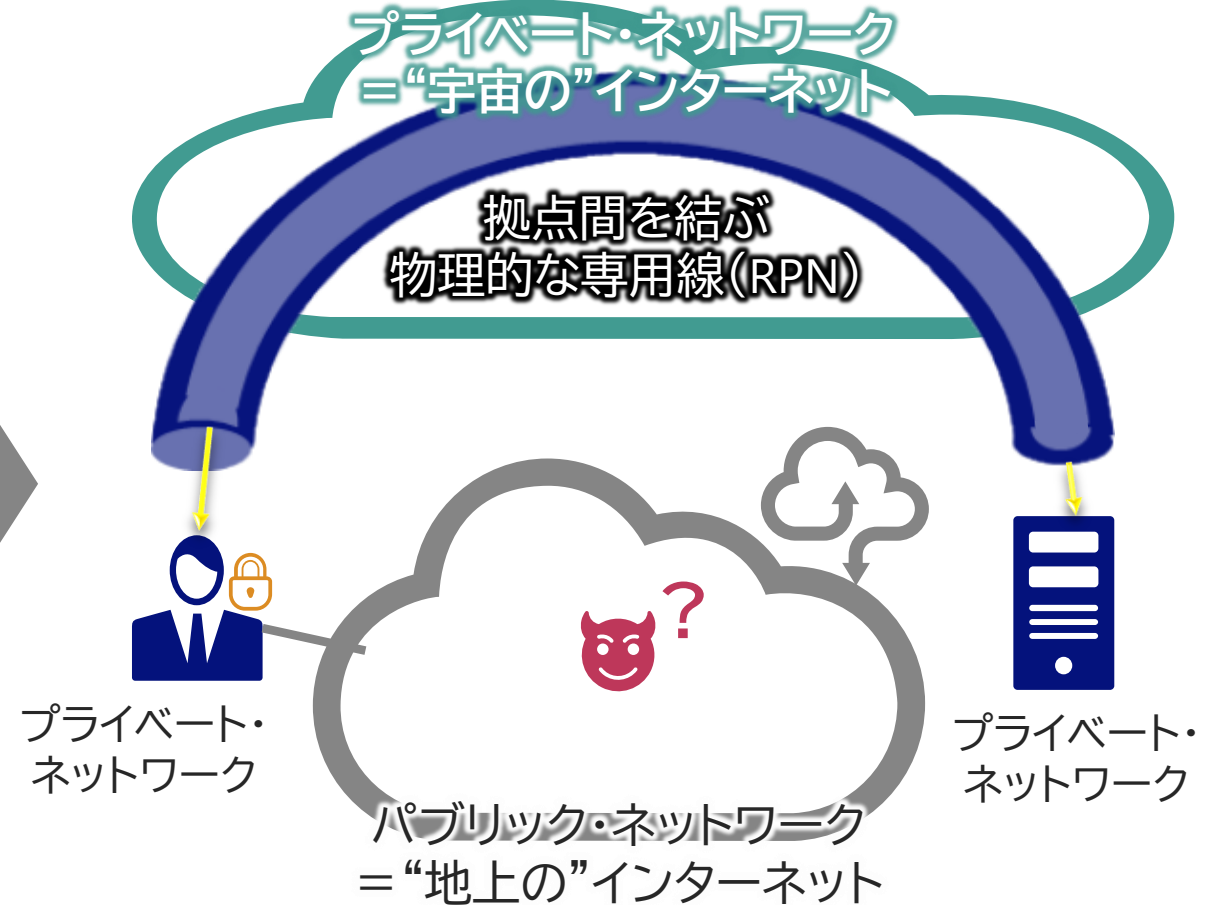 プライベート・ネットワーク
＝“宇宙の”インターネット
拠点間を結ぶ
物理的な専用線（RPN）
?
プライベート・
ネットワーク
プライベート・
ネットワーク
パブリック・ネットワーク
＝“地上の”インターネット